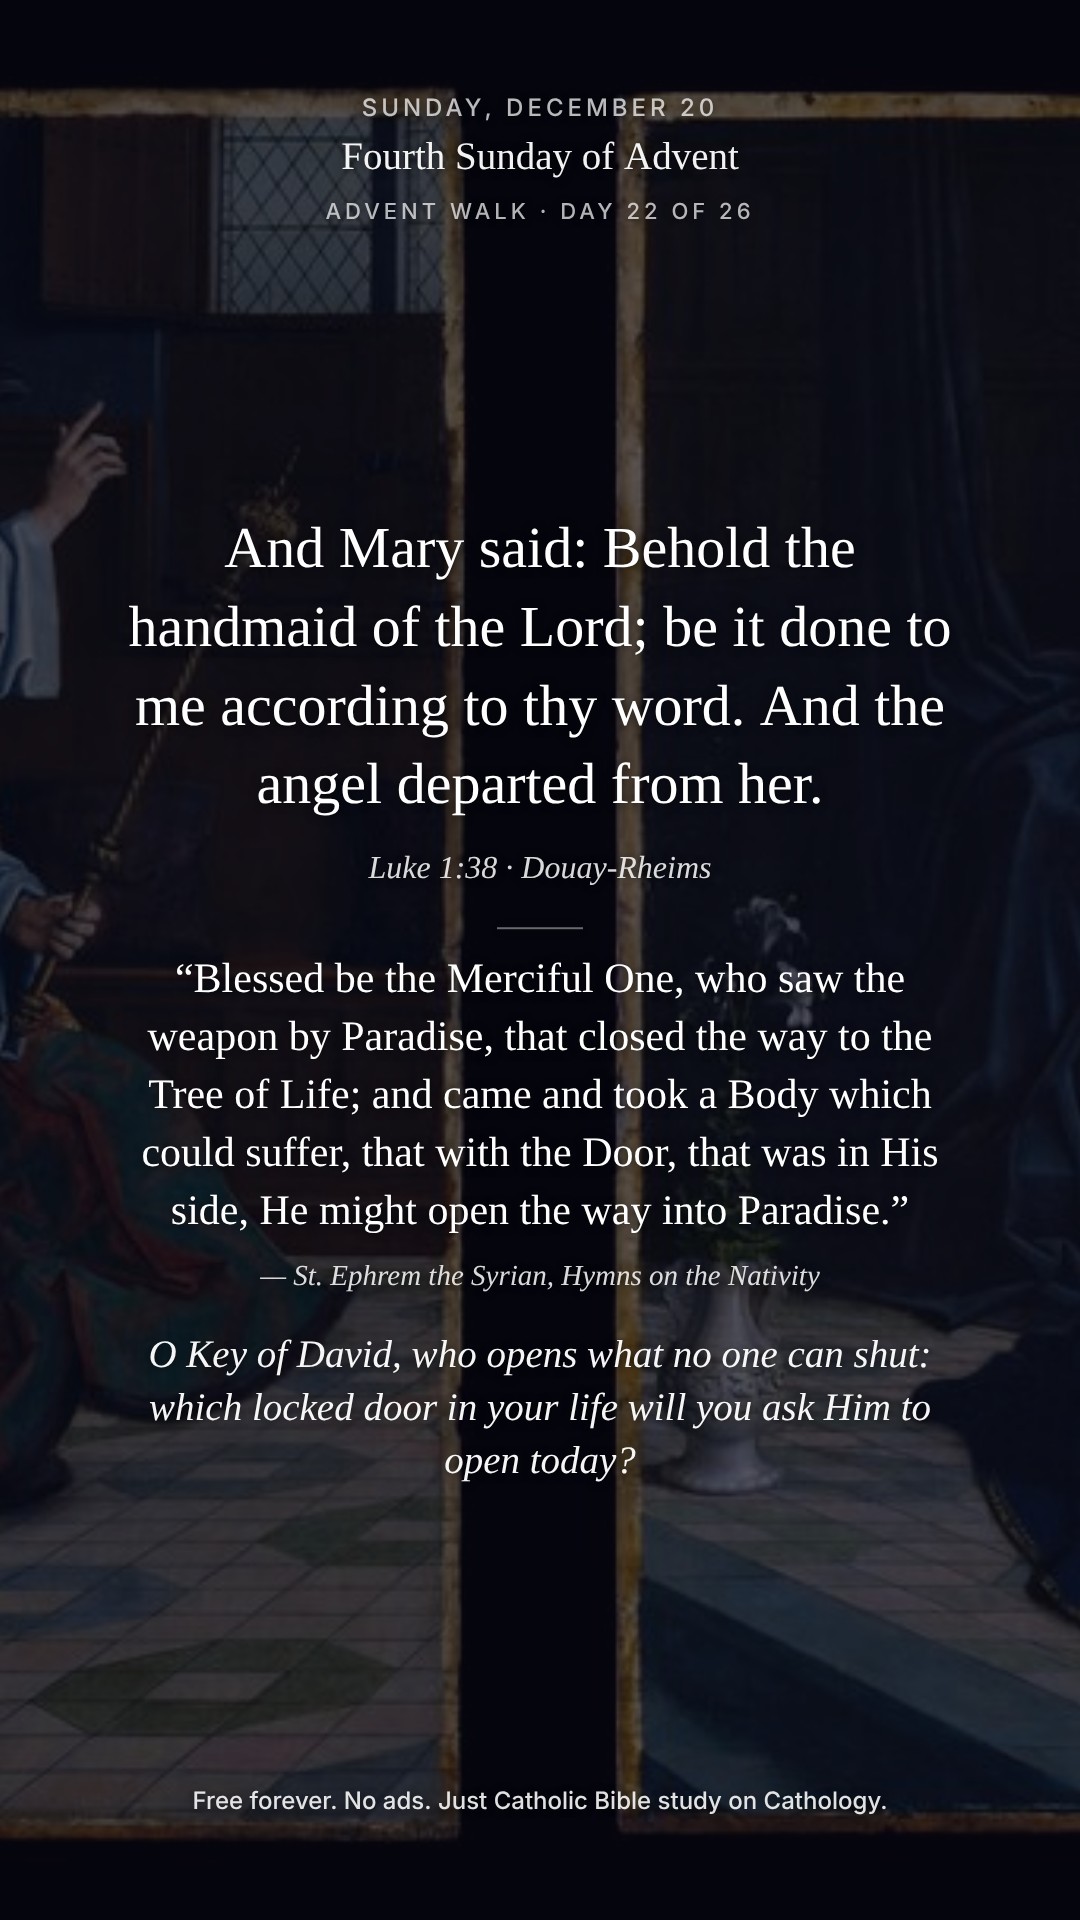 SUNDAY, DECEMBER 20
Fourth Sunday of Advent
ADVENT WALK · DAY 22 OF 26
And Mary said: Behold the
handmaid of the Lord; be it done to
me according to thy word. And the
angel departed from her.
Luke 1:38 · Douay-Rheims
“Blessed be the Merciful One, who saw the
weapon by Paradise, that closed the way to the
Tree of Life; and came and took a Body which
could suffer, that with the Door, that was in His
side, He might open the way into Paradise.”
— St. Ephrem the Syrian, Hymns on the Nativity
O Key of David, who opens what no one can shut:
which locked door in your life will you ask Him to
open today?
Free forever. No ads. Just Catholic Bible study on Cathology.